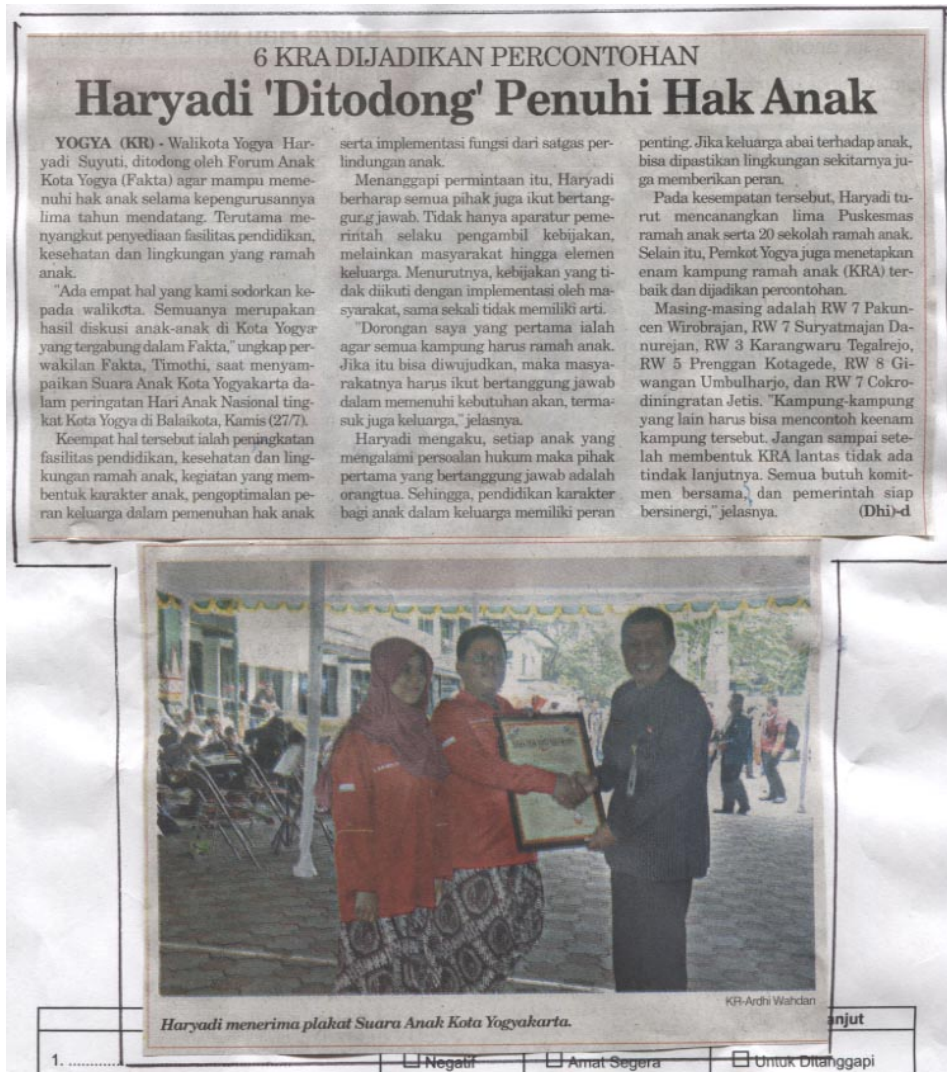 6 KRA DIJADIKAN PERCONTOHAN
Haryadi 'Ditodong' Penuhi Hak Anak
YOGYA (KR) - Walikota Yogya Har-
yadi Suyuti, ditodong oleh Forum Anak
Kota Yogya (Fakta) agar mampu meme-
nuhi hak anak selama kepengurusannya
lima tahun mendatang. Terutama me-
nyangkut penyediaan fasilitas pendidikan,
kesehatan dan lingkungan yang ramah
anak.
"Ada empat hal yang kami sodorkan ke-
pada walikota. Semuanya merupakan
hasil diskusi anak-anak di Kota Yogya
yang tergabung dalam Fakta," ungkap per-
wakilan Fakta, Timothi, saat menyam-
paikan Suara Anak Kota Yogyakarta da-
lam peringatan Hari Anak Nasional ting-
kat Kota Yogya di Balaikota, Kamis (27/7).
Keempat hal tersebut ialah peningkatan
fasilitas pendidikan, kesehatan dan ling-
kungan ramah anak, kegiatan yang mem-
bentuk karakter anak, pengoptimalan pe-
ran keluarga dalam pemenuhan hak anak
serta implementasi fungsi dari satgas per-
lindungan anak.
Menanggapi permintaan itu, Haryadi
berharap semua pihak juga ikut bertang-
gung jawab. Tidak hanya aparatur peme-
rintah selaku pengambil kebijakan,
melainkan masyarakat hingga elemen
keluarga. Menurutnya, kebijakan yang ti-
dak diikuti dengan implementasi oleh ma-
syarakat, sama sekali tidak memiliki arti.
"Dorongan saya yang pertama ialah
agar semua kampung harus ramah anak.
Jika itu bisa diwujudkan, maka masya-
rakatnya harus ikut bertanggung jawab
dalam memenuhi kebutuhan akan, terma-
suk juga keluarga," jelasnya.
Haryadi mengaku, setiap anak yang
mengalami persoalan hukum maka pihak
pertama yang bertanggung jawab adalah
orangtua. Sehingga, pendidikan karakter
bagi anak dalam keluarga memiliki peran
penting. Jika keluarga abai terhadap anak,
bisa dipastikan lingkungan sekitarnya ju-
ga memberikan peran.
Pada kesempatan tersebut, Haryadi tu-
rut mencanangkan lima Puskesmas
ramah anak serta 20 sekolah ramah anak.
Selain itu, Pemkot Yogya juga menetapkan
enam kampung ramah anak (KRA) ter-
baik dan dijadikan percontohan.
Masing-masing adalah RW 7 Pakun-
cen Wirobrajan, RW 7 Suryatmajan Da-
nurejan, RW 3 Karangwaru Tegalrejo,
RW 5 Prenggan Kotagede, RW 8 Gi-
wangan Umbulharjo, dan RW 7 Cokro-
diningratan Jetis. "Kampung-kampung
yang lain harus bisa mencontoh keenam
kampung tersebut. Jangan sampai sete-
lah membentuk KRA lantas tidak ada
tindak lanjutnya. Semua butuh komit-
men bersama, dan pemerintah siap
bersinergi," jelasnya. (Dhi)-d
KR-Ardhi Wahdan
Haryadi menerima plakat Suara Anak Kota Yogyakarta.
anjut
1. ....................
Negatif
Amat Segera
Untuk Ditanggapi